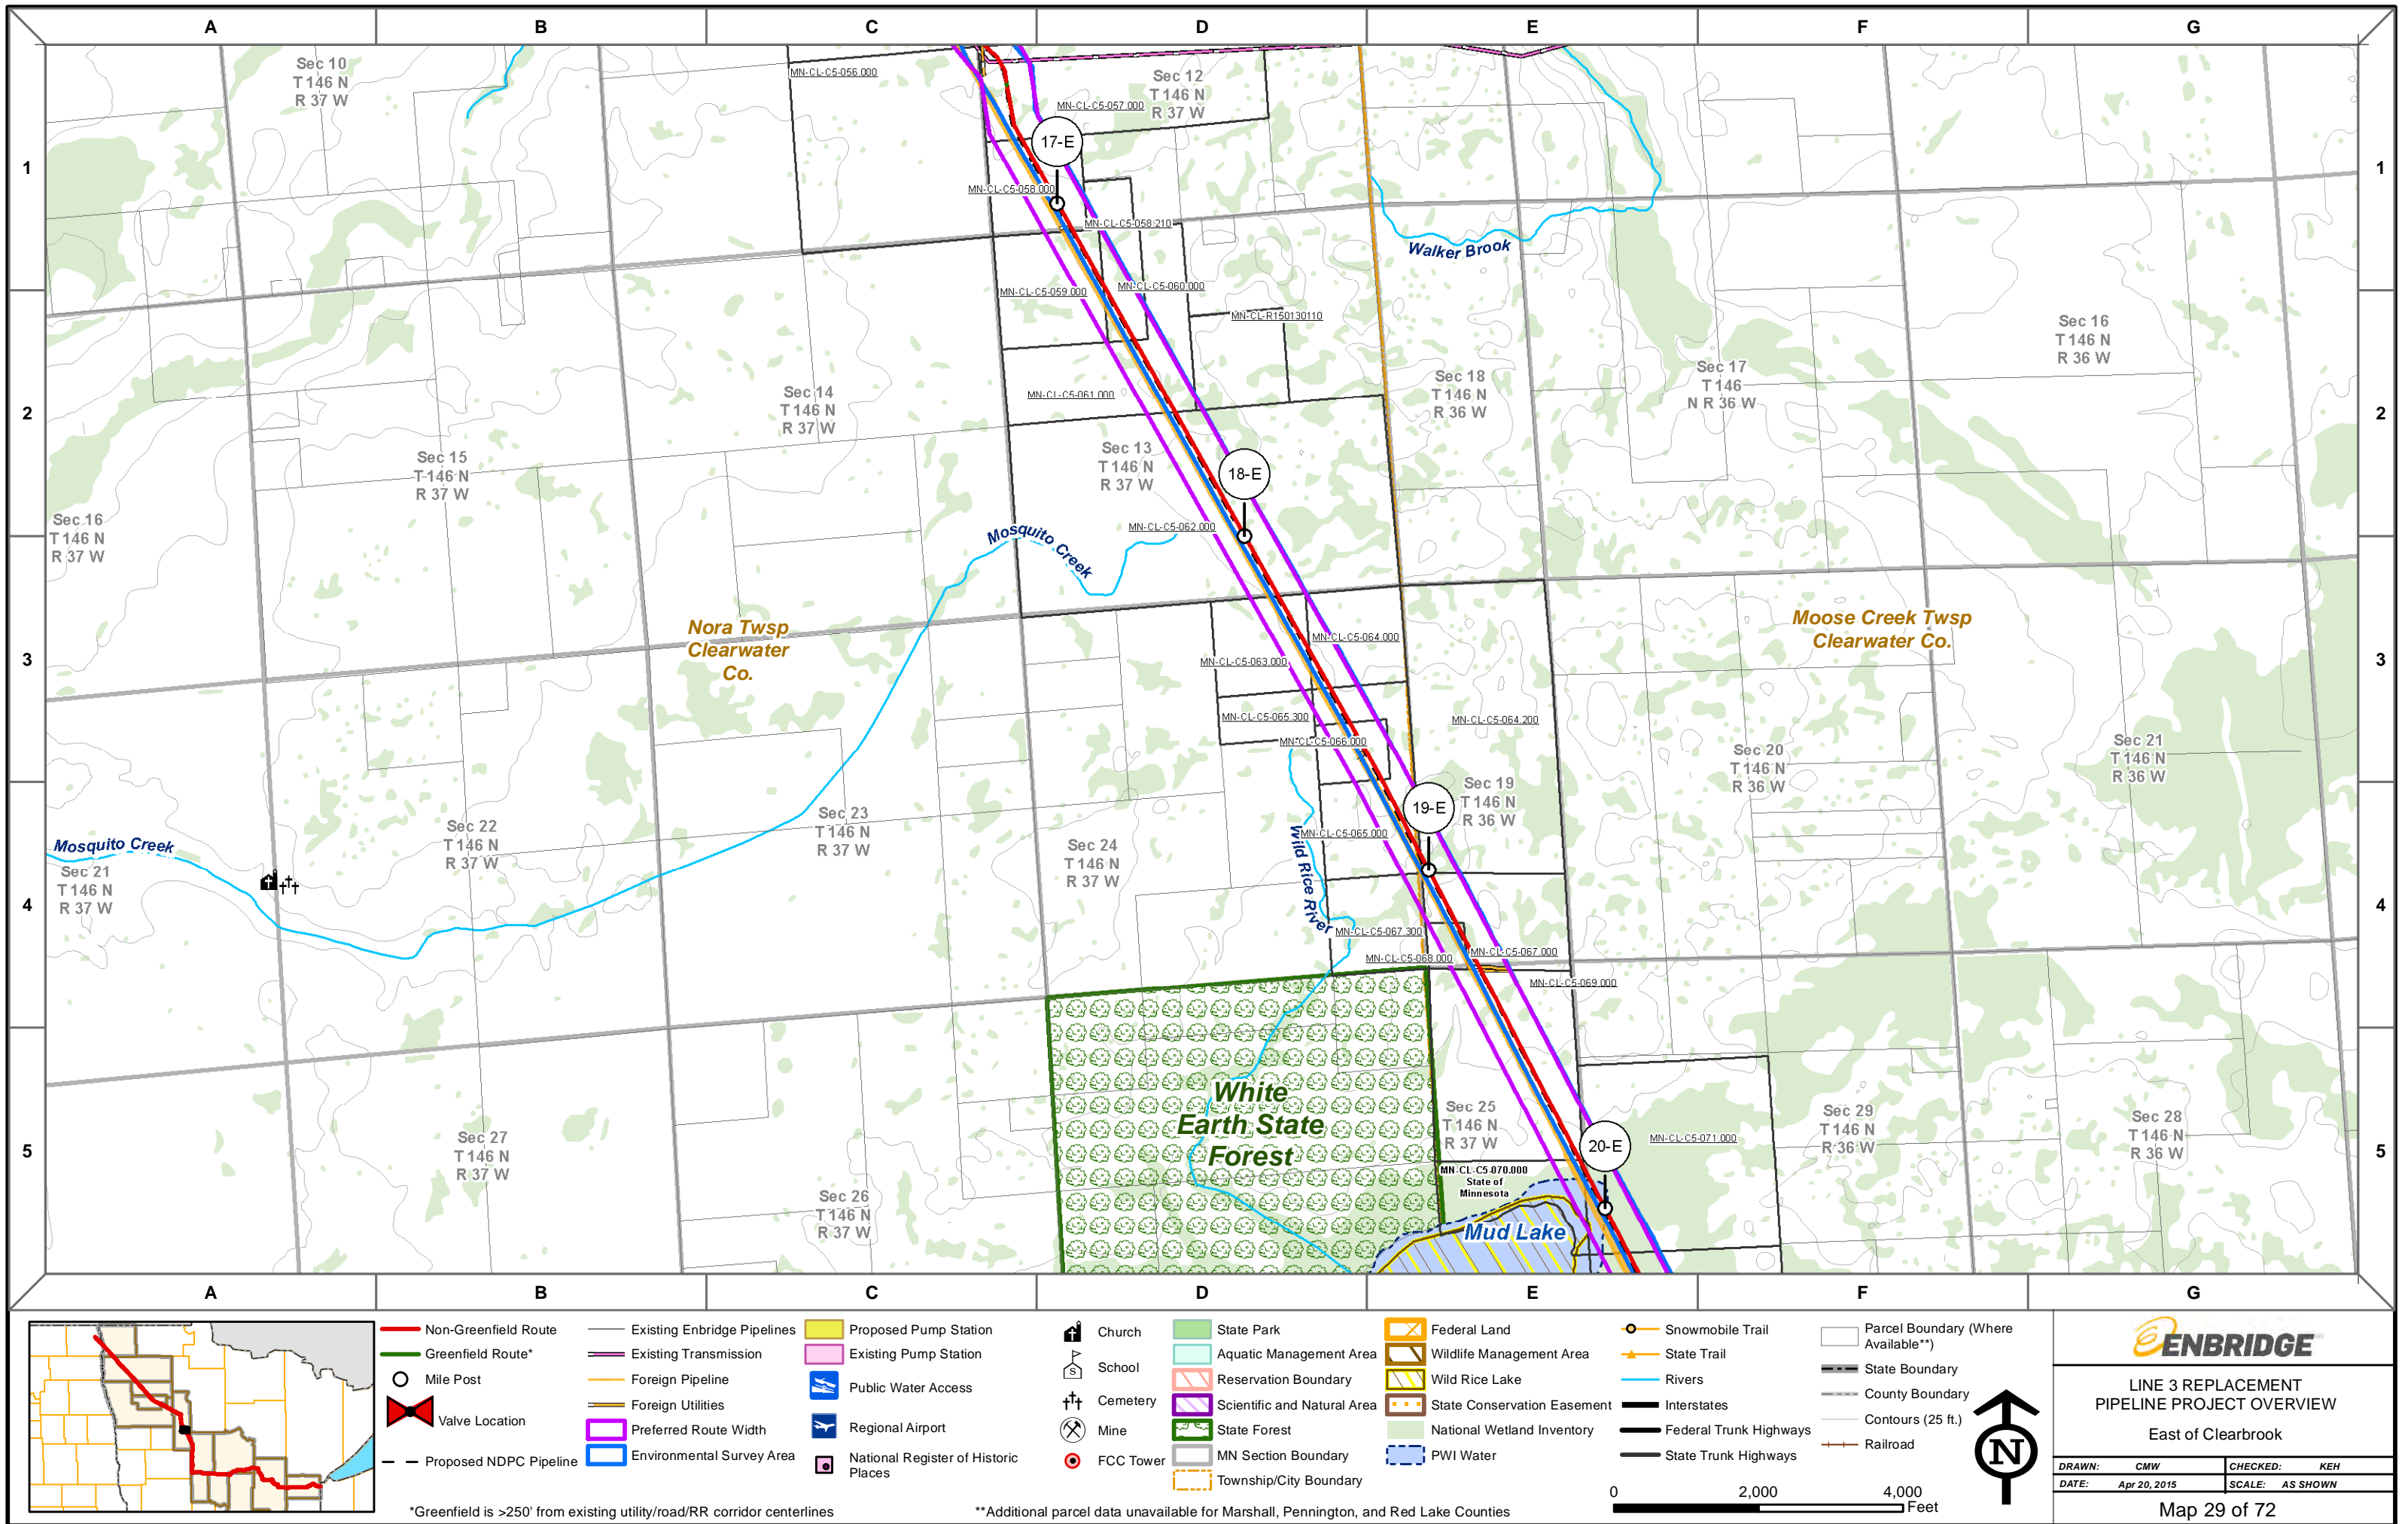 A B C D E F G
Sec 10
T 146 N
R 37 W
MN-CL-C5-056.000
Sec 12
T 146 N
R 37 W
MN-CL-C5-057.000
17-E
1
1
MN-CL-C5-058.000
MN-CL-C5-058.210
Walker Brook
MN-CL-C5-059.000
MN-CL-C5-060.000
MN-CL-R150130110
Sec 16
T 146 N
R 36 W
Sec 14
T 146 N
R 37 W
MN-CL-C5-061.000
Sec 18
T 146 N
R 36 W
Sec 17
T 146
N R 36 W
2
2
Sec 15
T 146 N
R 37 W
Sec 13
T 146 N
R 37 W
18-E
Sec 16
T 146 N
R 37 W
Mosquito Creek
MN-CL-C5-062.000
Nora Twsp
Clearwater
Co.
MN-CL-C5-064.000
MN-CL-C5-063.000
Moose Creek Twsp
Clearwater Co.
3
3
MN-CL-C5-065.300
MN-CL-C5-064.200
MN-CL-C5-066.000
Sec 20
T 146 N
R 36 W
Sec 21
T 146 N
R 36 W
19-E
Sec 19
T 146 N
R 36 W
Mosquito Creek
Sec 21
T 146 N
R 37 W
Sec 22
T 146 N
R 37 W
Sec 23
T 146 N
R 37 W
Sec 24
T 146 N
R 37 W
MN-CL-C5-065.000
Wild Rice River
4
4
MN-CL-C5-067.300
MN-CL-C5-067.000
MN-CL-C5-068.000
MN-CL-C5-069.000
White
Earth State
Forest
Sec 25
T 146 N
R 37 W
20-E
MN-CL-C5-071.000
Sec 29
T 146 N
R 36 W
Sec 28
T 146 N
R 36 W
5
5
Sec 27
T 146 N
R 37 W
Sec 26
T 146 N
R 37 W
MN-CL-C5-070.000
State of
Minnesota
Mud Lake
A B C D E F G
Non-Greenfield Route
Greenfield Route*
Mile Post
Valve Location
Proposed NDPC Pipeline
Existing Enbridge Pipelines
Existing Transmission
Foreign Pipeline
Foreign Utilities
Preferred Route Width
Environmental Survey Area
Proposed Pump Station
Existing Pump Station
Public Water Access
Regional Airport
National Register of Historic
Places
Church
S
School
Cemetery
Mine
FCC Tower
State Park
Aquatic Management Area
Reservation Boundary
Scientific and Natural Area
State Forest
MN Section Boundary
Township/City Boundary
Federal Land
Wildlife Management Area
Wild Rice Lake
State Conservation Easement
National Wetland Inventory
PWI Water
Snowmobile Trail
State Trail
Rivers
Interstates
Federal Trunk Highways
State Trunk Highways
Parcel Boundary (Where
Available**)
State Boundary
County Boundary
Contours (25 ft.)
Railroad
N
0 2,000 4,000
Feet
*Greenfield is >250' from existing utility/road/RR corridor centerlines
**Additional parcel data unavailable for Marshall, Pennington, and Red Lake Counties
ENBRIDGE
LINE 3 REPLACEMENT
PIPELINE PROJECT OVERVIEW
East of Clearbrook
DRAWN: CMW CHECKED: KEH
DATE: Apr 20, 2015 SCALE: AS SHOWN
Map 29 of 72